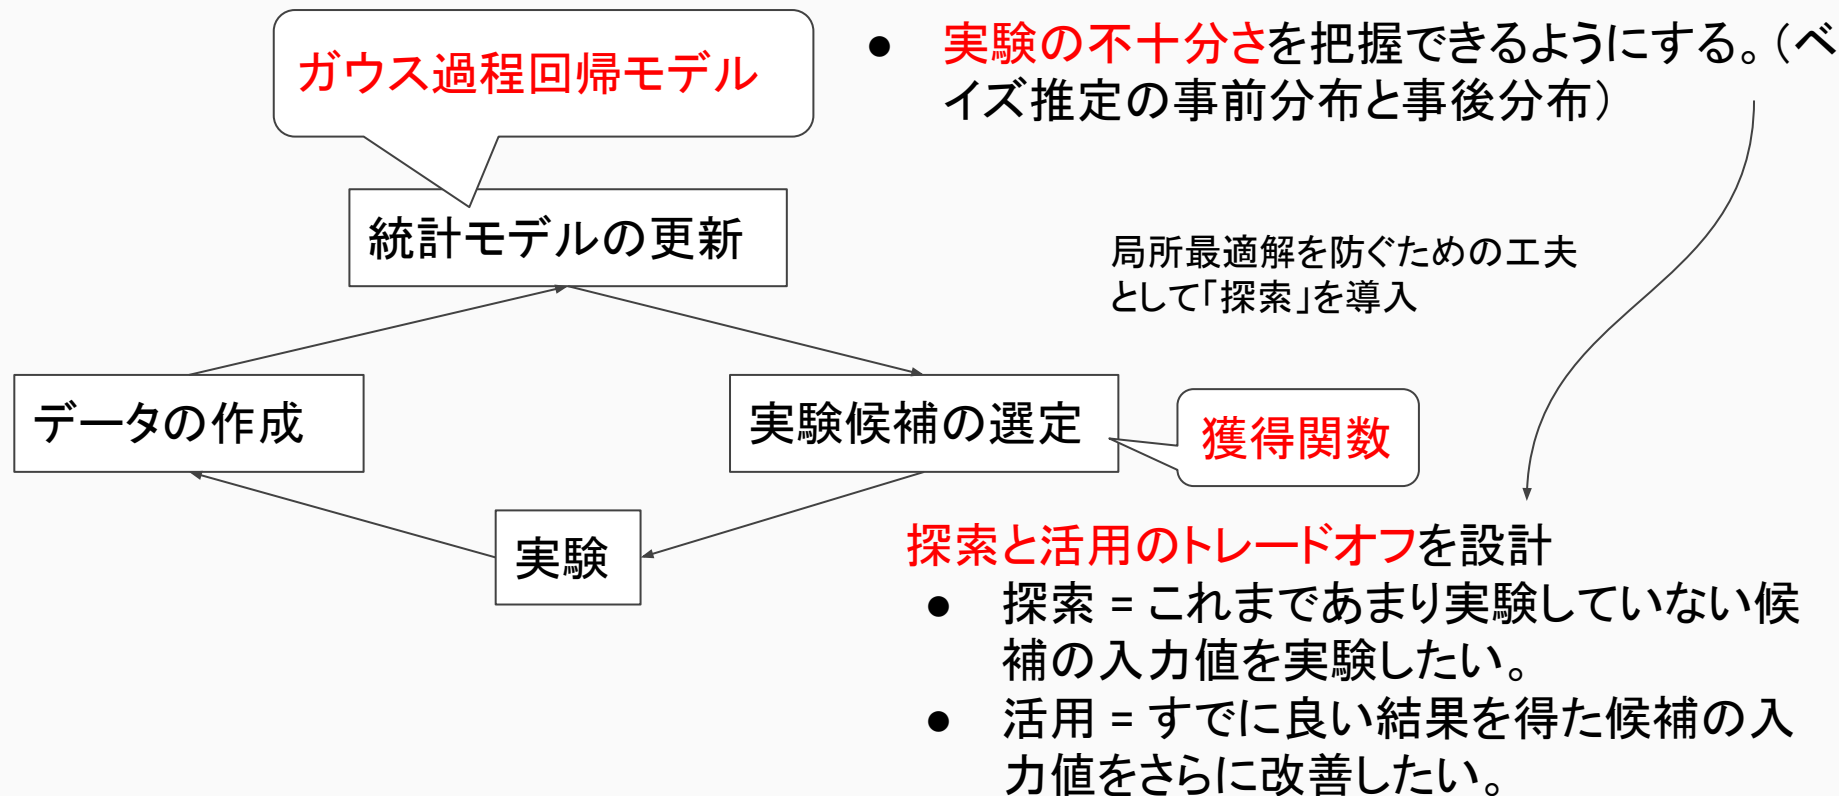 ガウス過程回帰モデル
● 実験の不十分さを把握できるようにする。（ベ
イズ推定の事前分布と事後分布）
統計モデルの更新
局所最適解を防ぐための工夫
として「探索」を導入
データの作成
実験候補の選定
獲得関数
実験
探索と活用のトレードオフを設計
● 探索 = これまであまり実験していない候
補の入力値を実験したい。
● 活用 = すでに良い結果を得た候補の入
力値をさらに改善したい。